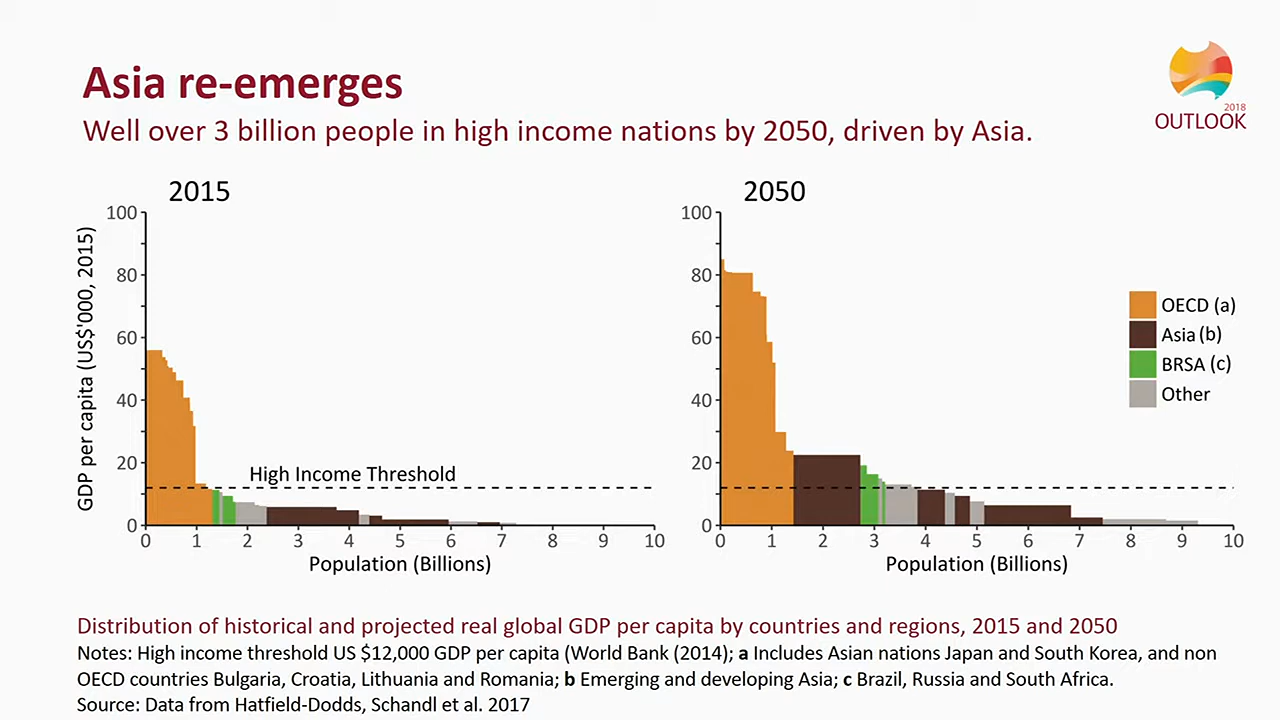 Asia re-emerges
Well over 3 billion people in high income nations by 2050, driven by Asia.
2018
OUTLOOK
2015
GDP per capita (US$'000, 2015)
100
80
60
40
20
0
High Income Threshold
0 1 2 3 4 5 6 7 8 9 10
Population (Billions)
2050
100
80
60
40
20
0
0 1 2 3 4 5 6 7 8 9 10
Population (Billions)
OECD (a)
Asia (b)
BRSA (c)
Other
Distribution of historical and projected real global GDP per capita by countries and regions, 2015 and 2050
Notes: High income threshold US $12,000 GDP per capita (World Bank (2014); a Includes Asian nations Japan and South Korea, and non
OECD countries Bulgaria, Croatia, Lithuania and Romania; b Emerging and developing Asia; c Brazil, Russia and South Africa.
Source: Data from Hatfield-Dodds, Schandl et al. 2017